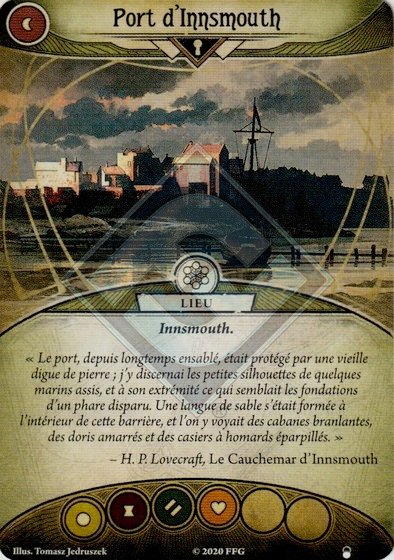 Port d'Innsmouth
LIEU
Innsmouth.
« Le port, depuis longtemps ensablé, était protégé par une vieille
digue de pierre ; j'y discernai les petites silhouettes de quelques
marins assis, et à son extrémité ce qui semblait les fondations
d'un phare disparu. Une langue de sable s'était formée à
l'intérieur de cette barrière, et l'on y voyait des cabanes branlantes,
des doris amarrés et des casiers à homards éparpillés. »
– H. P. Lovecraft, Le Cauchemar d'Innsmouth
Illus. Tomasz Jedruszek
© 2020 FFG